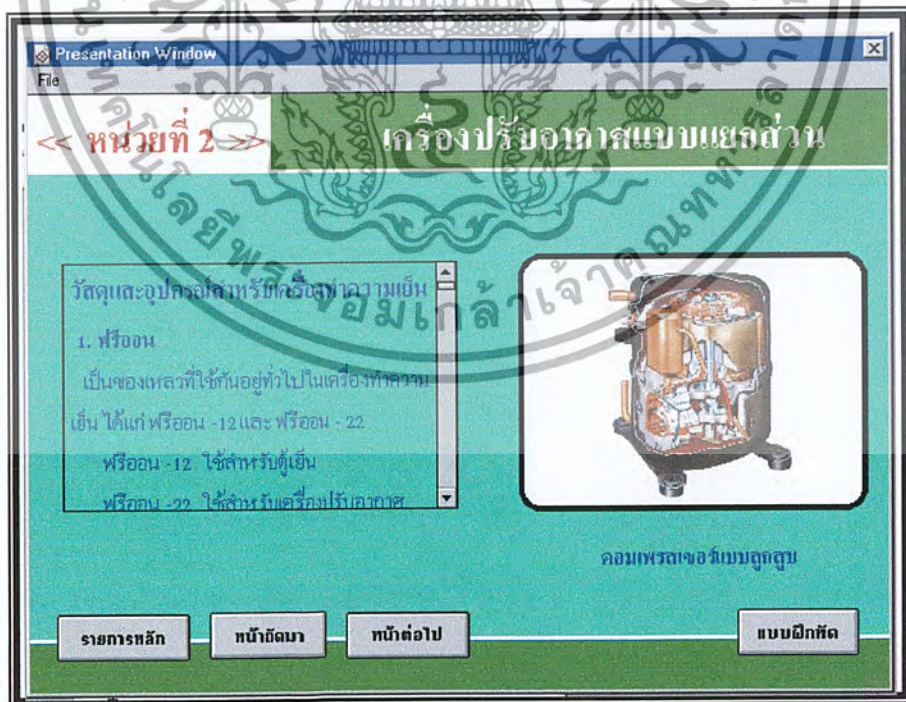 Presentation Window
File
<< หน่วยที่ 2 >>
เครื่องปรับอากาศแบบแยกส่วน
วัสดุและอุปกรณ์สำหรับเครื่องทำความเย็น
1. ฟรีออน
เป็นของเหลวที่ใช้กันอยู่ทั่วไปในเครื่องทำความ
เย็น ได้แก่ ฟรีออน -12 และ ฟรีออน - 22
ฟรีออน -12 ใช้สำหรับตู้เย็น
ฟรีออน -22 ใช้สำหรับเครื่องปรับอากาศ
คอมเพรสเซอร์แบบลูกสูบ
รายการหลัก
หน้าถัดมา
หน้าต่อไป
แบบฝึกหัด